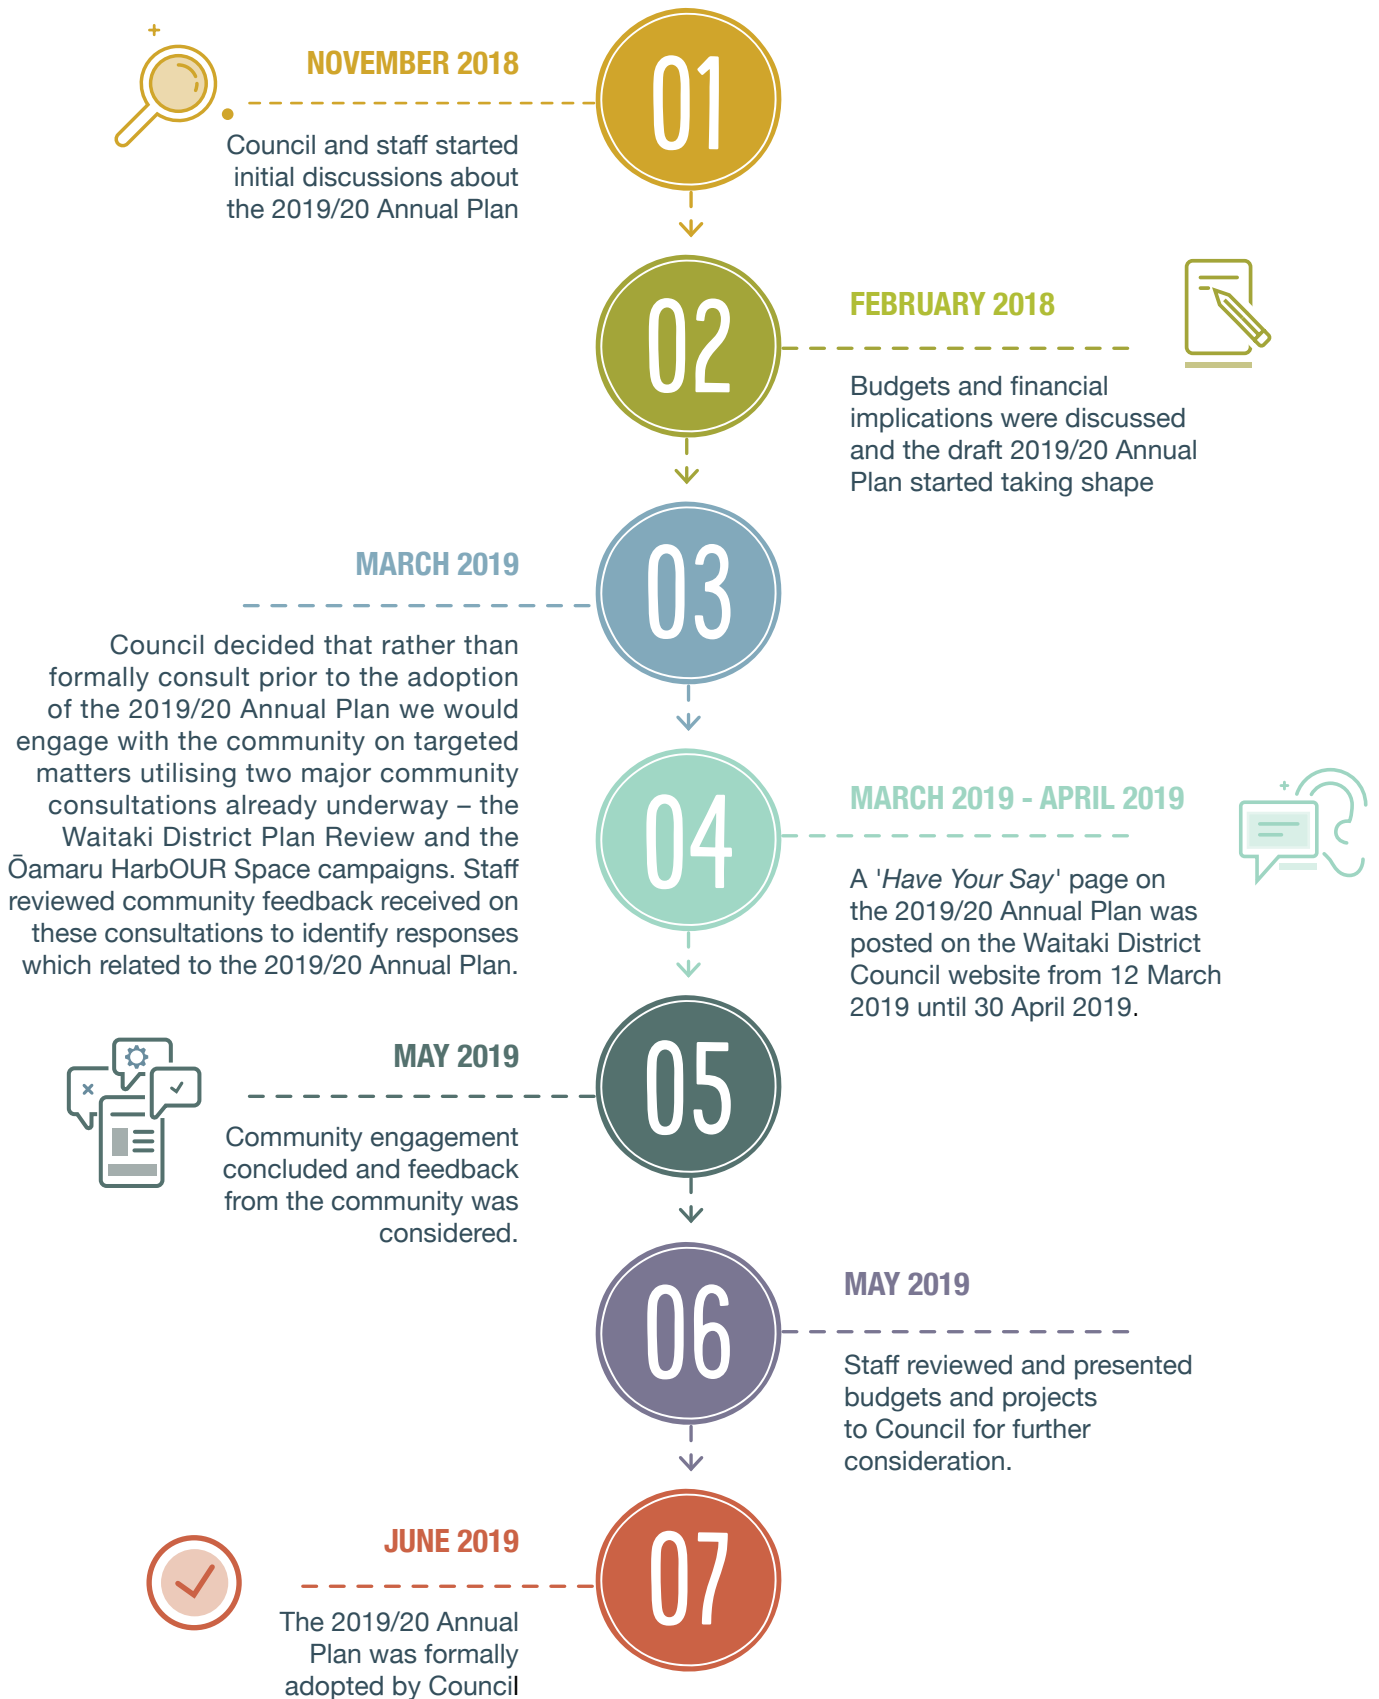 01
NOVEMBER 2018
Council and staff started
initial discussions about
the 2019/20 Annual Plan
02
FEBRUARY 2018
Budgets and financial
implications were discussed
and the draft 2019/20 Annual
Plan started taking shape
03
MARCH 2019
Council decided that rather than
formally consult prior to the adoption
of the 2019/20 Annual Plan we would
engage with the community on targeted
matters utilising two major community
consultations already underway – the
Waitaki District Plan Review and the
Ōamaru HarbOUR Space campaigns. Staff
reviewed community feedback received on
these consultations to identify responses
which related to the 2019/20 Annual Plan.
04
MARCH 2019 - APRIL 2019
A 'Have Your Say' page on
the 2019/20 Annual Plan was
posted on the Waitaki District
Council website from 12 March
2019 until 30 April 2019.
05
MAY 2019
Community engagement
concluded and feedback
from the community was
considered.
06
MAY 2019
Staff reviewed and presented
budgets and projects
to Council for further
consideration.
07
JUNE 2019
The 2019/20 Annual
Plan was formally
adopted by Council